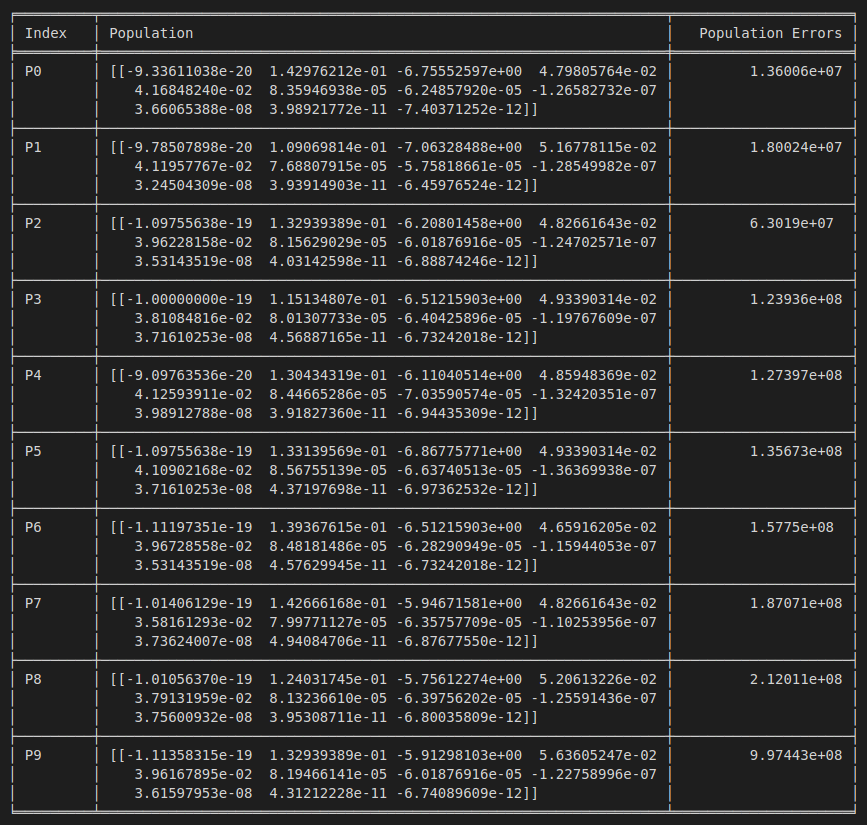 Index Population Population Errors
P0 [[-9.33611038e-20 1.42976212e-01 -6.75552597e+00 4.79805764e-02 1.36006e+07
4.16848240e-02 8.35946938e-05 -6.24857920e-05 -1.26582732e-07
3.66065388e-08 3.98921772e-11 -7.40371252e-12]]
P1 [[-9.78507898e-20 1.09069814e-01 -7.06328488e+00 5.16778115e-02 1.80024e+07
4.11957767e-02 7.68807915e-05 -5.75818661e-05 -1.28549982e-07
3.24504309e-08 3.93914903e-11 -6.45976524e-12]]
P2 [[-1.09755638e-19 1.32939389e-01 -6.20801458e+00 4.82661643e-02 6.3019e+07
3.96228158e-02 8.15629029e-05 -6.01876916e-05 -1.24702571e-07
3.53143519e-08 4.03142598e-11 -6.88874246e-12]]
P3 [[-1.00000000e-19 1.15134807e-01 -6.51215903e+00 4.93390314e-02 1.23936e+08
3.81084816e-02 8.01307733e-05 -6.40425896e-05 -1.19767609e-07
3.71610253e-08 4.56887165e-11 -6.73242018e-12]]
P4 [[-9.09763536e-20 1.30434319e-01 -6.11040514e+00 4.85948369e-02 1.27397e+08
4.12593911e-02 8.44665286e-05 -7.03590574e-05 -1.32420351e-07
3.98912788e-08 3.91827360e-11 -6.94435309e-12]]
P5 [[-1.09755638e-19 1.33139569e-01 -6.86775771e+00 4.93390314e-02 1.35673e+08
4.10902168e-02 8.56755139e-05 -6.63740513e-05 -1.36369938e-07
3.71610253e-08 4.37197698e-11 -6.97362532e-12]]
P6 [[-1.11197351e-19 1.39367615e-01 -6.51215903e+00 4.65916205e-02 1.5775e+08
3.96728558e-02 8.48181486e-05 -6.28290949e-05 -1.15944053e-07
3.53143519e-08 4.57629945e-11 -6.73242018e-12]]
P7 [[-1.01406129e-19 1.42666168e-01 -5.94671581e+00 4.82661643e-02 1.87071e+08
3.58161293e-02 7.99771127e-05 -6.35757709e-05 -1.10253956e-07
3.73624007e-08 4.94084706e-11 -6.87677550e-12]]
P8 [[-1.01056370e-19 1.24031745e-01 -5.75612274e+00 5.20613226e-02 2.12011e+08
3.79131959e-02 8.13236610e-05 -6.39756202e-05 -1.25591436e-07
3.75600932e-08 3.95308711e-11 -6.80035809e-12]]
P9 [[-1.11358315e-19 1.32939389e-01 -5.91298103e+00 5.63605247e-02 9.97443e+08
3.96167895e-02 8.19466141e-05 -6.01876916e-05 -1.22758996e-07
3.61597953e-08 4.31212228e-11 -6.74089609e-12]]